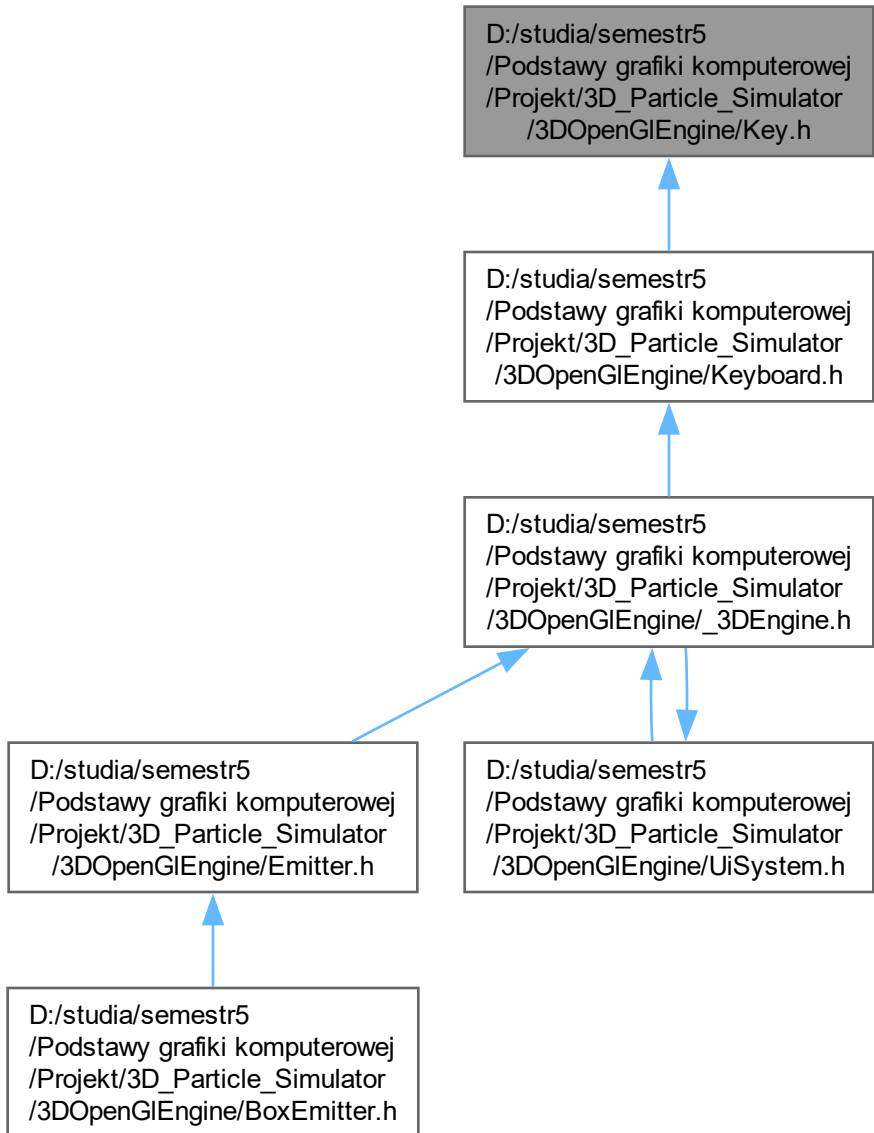 D:/studia/semestr5
/Podstawy grafiki komputerowej
/Projekt/3D_Particle_Simulator
/3DOpenGlEngine/Key.h
D:/studia/semestr5
/Podstawy grafiki komputerowej
/Projekt/3D_Particle_Simulator
/3DOpenGlEngine/Keyboard.h
D:/studia/semestr5
/Podstawy grafiki komputerowej
/Projekt/3D_Particle_Simulator
/3DOpenGlEngine/_3DEngine.h
D:/studia/semestr5
/Podstawy grafiki komputerowej
/Projekt/3D_Particle_Simulator
/3DOpenGlEngine/Emitter.h
D:/studia/semestr5
/Podstawy grafiki komputerowej
/Projekt/3D_Particle_Simulator
/3DOpenGlEngine/UiSystem.h
D:/studia/semestr5
/Podstawy grafiki komputerowej
/Projekt/3D_Particle_Simulator
/3DOpenGlEngine/BoxEmitter.h